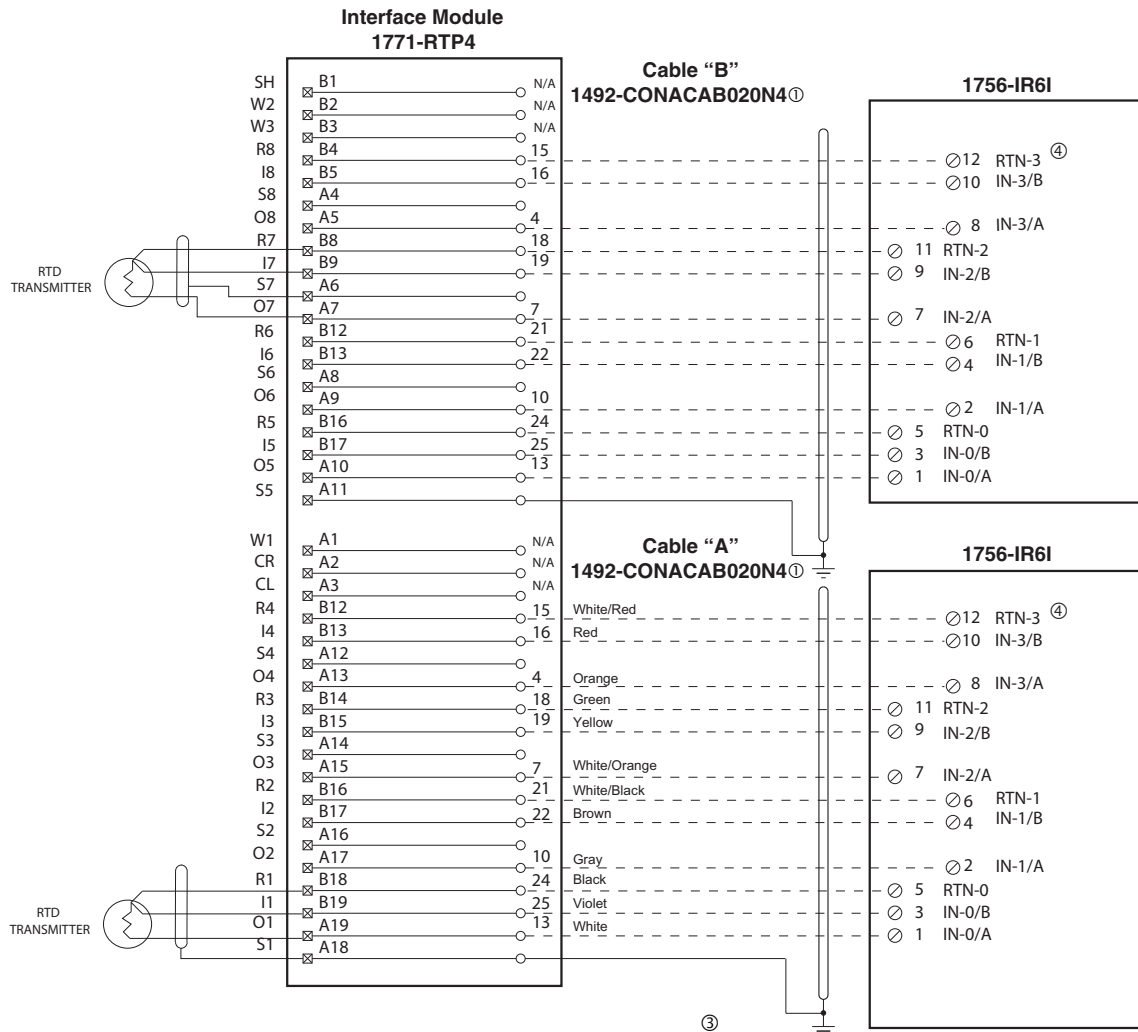 Interface Module
1771-RTP4
Cable “B”
1492-CONACAB020N4①
1756-IR6I
SH B1 N/A
W2 B2 N/A
W3 B3 N/A
R8 B4 15 12 RTN-3 ④
I8 B5 16 10 IN-3/B
S8 A4
O8 A5 4 8 IN-3/A
R7 B8 18 11 RTN-2
I7 B9 19 9 IN-2/B
RTD
TRANSMITTER
S7 A6
O7 A7 7 7 IN-2/A
R6 B12 21 6 RTN-1
I6 B13 22 4 IN-1/B
S6 A8
O6 A9 10 2 IN-1/A
R5 B16 24 5 RTN-0
I5 B17 25 3 IN-0/B
O5 A10 13 1 IN-0/A
S5 A11
Cable “A”
1492-CONACAB020N4①
1756-IR6I
W1 A1 N/A
CR A2 N/A
CL A3 N/A
R4 B12 15 White/Red 12 RTN-3 ④
I4 B13 16 Red 10 IN-3/B
S4 A12
O4 A13 4 Orange 8 IN-3/A
R3 B14 18 Green 11 RTN-2
I3 B15 19 Yellow 9 IN-2/B
S3 A14
O3 A15 7 White/Orange 7 IN-2/A
R2 B16 21 White/Black 6 RTN-1
I2 B17 22 Brown 4 IN-1/B
S2 A16
O2 A17 10 Gray 2 IN-1/A
R1 B18 24 Black 5 RTN-0
I1 B19 25 Violet 3 IN-0/B
RTD
TRANSMITTER
O1 A19 13 White 1 IN-0/A
S1 A18
③